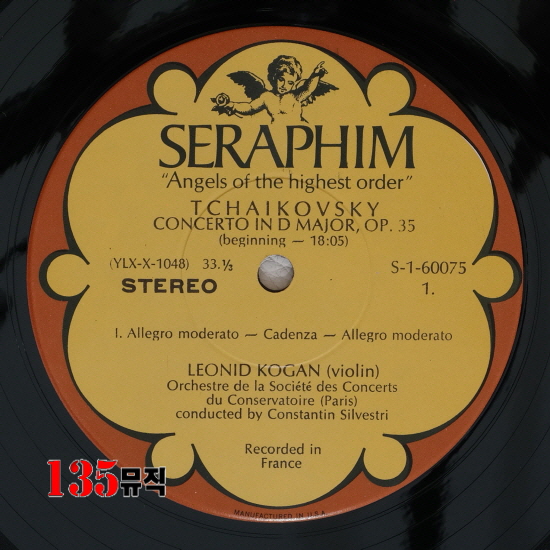 SERAPHIM
"Angels of the highest order"
TCHAIKOVSKY
CONCERTO IN D MAJOR, OP. 35
(beginning — 18:05)
(YLX-X-1048) 33.⅓
S-1-60075
STEREO
1.
I. Allegro moderato — Cadenza — Allegro moderato
LEONID KOGAN (violin)
Orchestre de la Société des Concerts
du Conservatoire (Paris)
conducted by Constantin Silvestri
Recorded in
France
135뮤직
MANUFACTURED IN U.S.A.